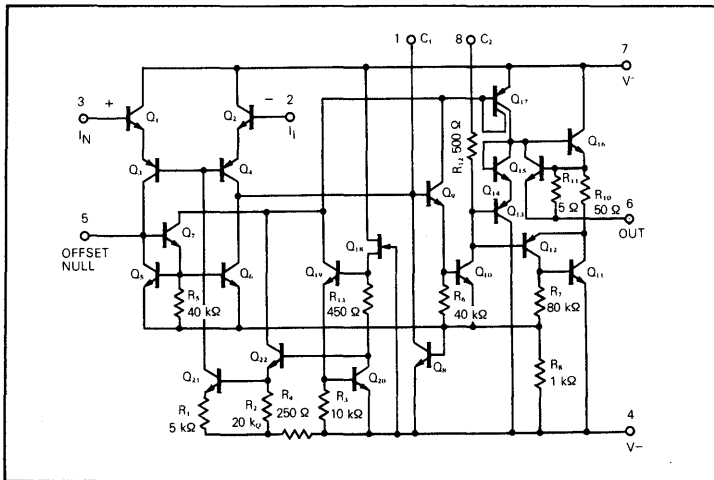 1 C₁
8 C₂
7
V⁻
3 +
I_N
Q₁
Q₂
− 2
I_i
Q₁₇
Q₁₆
R₁₂ 500 Ω
Q₃
Q₄
Q₁₅
R₁₁
5 Ω
R₁₀
50 Ω
6
OUT
Q₉
Q₁₄
Q₁₃
5
OFFSET
NULL
Q₇
Q₁₈
Q₁₂
Q₅
Q₆
Q₁₉
R₁₃
450 Ω
Q₁₀
Q₁₁
R₅
40 kΩ
R₆
40 kΩ
R₇
80 kΩ
Q₂₂
Q₈
Q₂₁
Q₂₀
R₈
1 kΩ
R₁
5 kΩ
R₂
20 kΩ
R₄
250 Ω
R₃
10 kΩ
4
V−